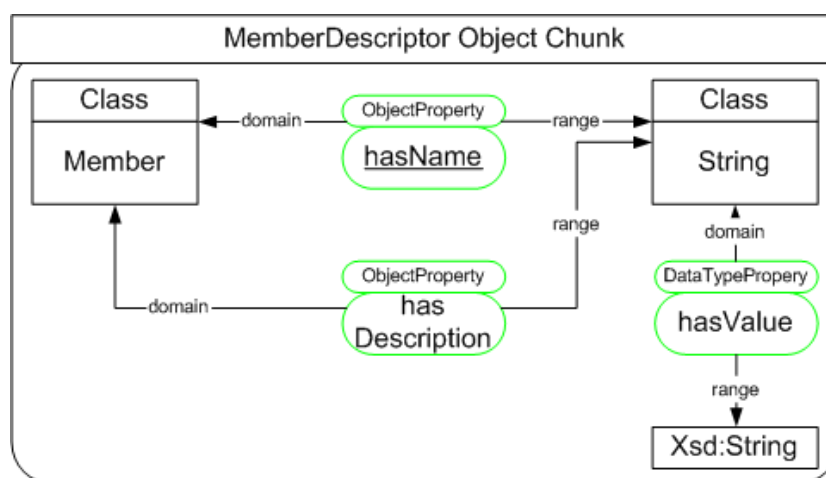 MemberDescriptor Object Chunk
Class
Member
domain
ObjectProperty
hasName
range
Class
String
range
domain
ObjectProperty
has
Description
domain
DataTypePropery
hasValue
range
Xsd:String